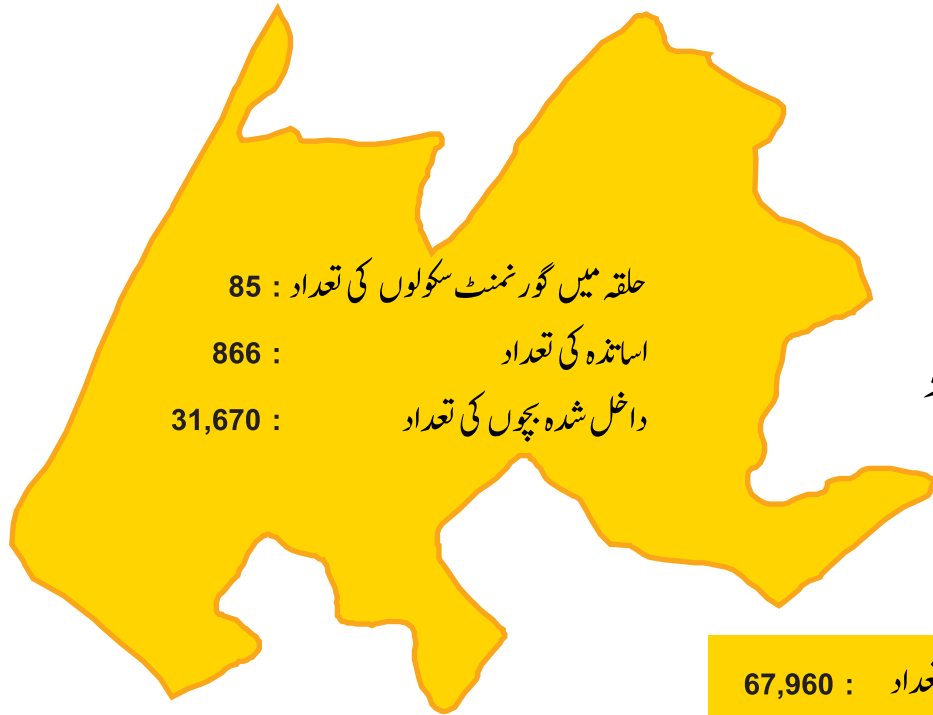 حلقہ میں گورنمنٹ سکولوں کی تعداد : 85
اساتذہ کی تعداد : 866
داخل شدہ بچوں کی تعداد : 31,670
: 67,960